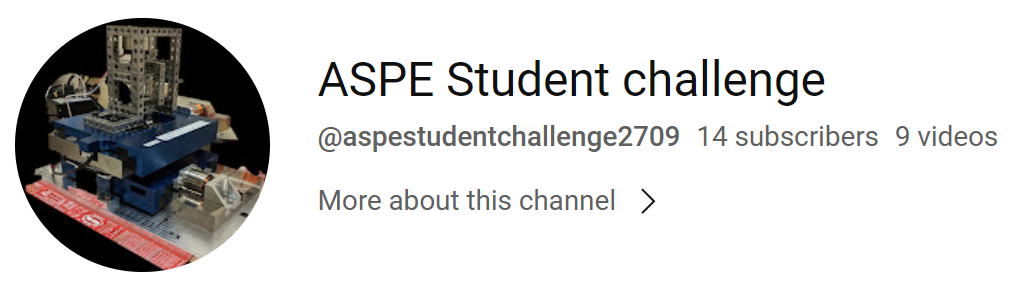 ASPE Student challenge
@aspestudentchallenge2709 14 subscribers 9 videos
More about this channel